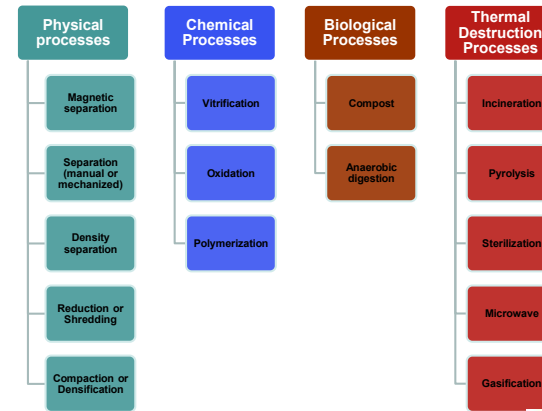 Physical
processes
Magnetic
separation
Separation
(manual or
mechanized)
Density
separation
Reduction or
Shredding
Compaction or
Densification
Chemical
Processes
Vitrification
Oxidation
Polymerization
Biological
Processes
Compost
Anaerobic
digestion
Thermal
Destruction
Processes
Incineration
Pyrolysis
Sterilization
Microwave
Gasification